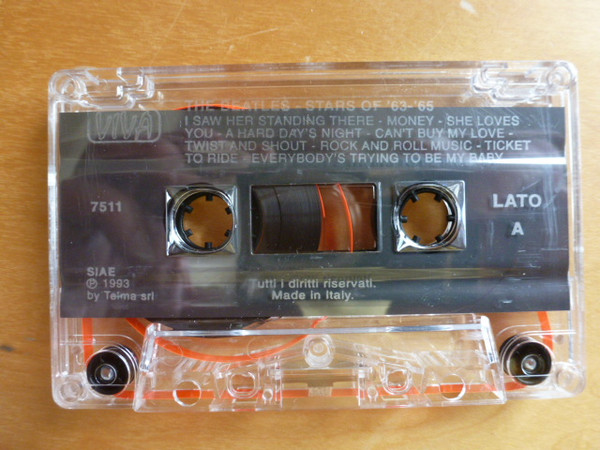 THE BEATLES - STARS OF '63-'65
VIVA
I SAW HER STANDING THERE - MONEY - SHE LOVES
YOU - A HARD DAY'S NIGHT - CAN'T BUY MY LOVE -
TWIST AND SHOUT - ROCK AND ROLL MUSIC - TICKET
TO RIDE - EVERYBODY'S TRYING TO BE MY BABY
7511
LATO
A
SIAE
℗ 1993
by Telma srl
Tutti i diritti riservati.
Made in Italy.